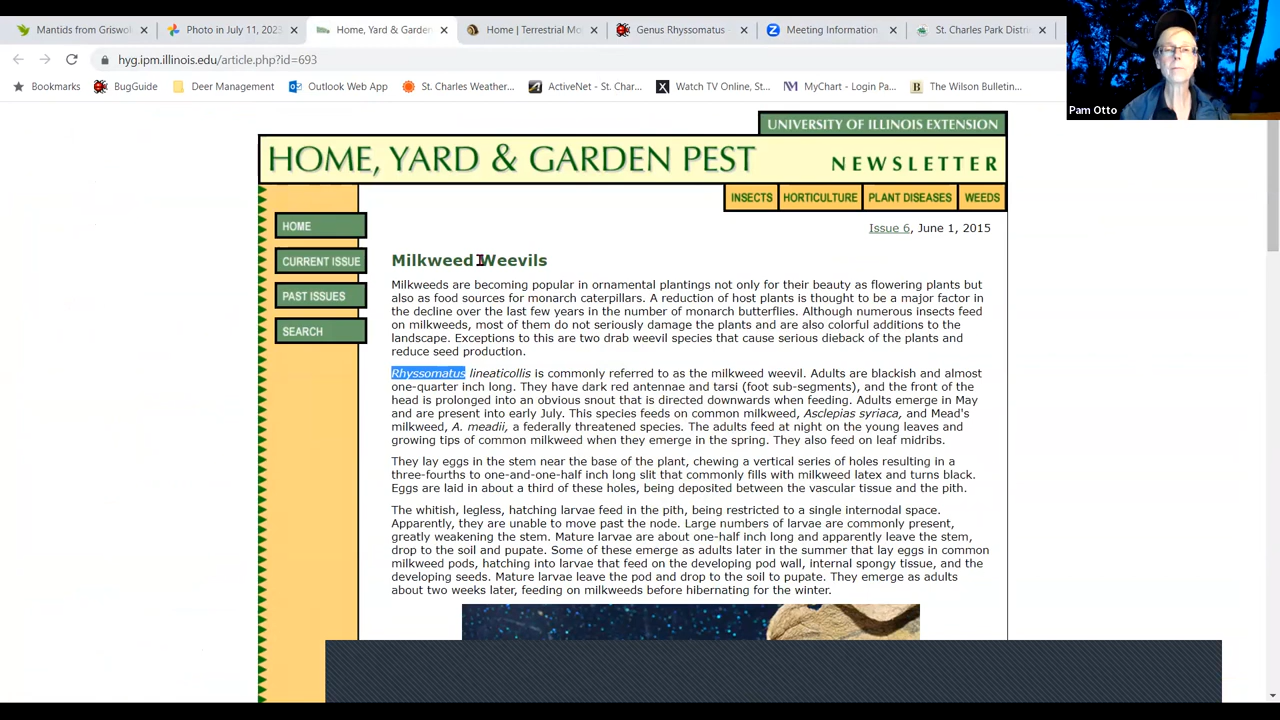 Mantids from Griswol
Photo in July 11, 2023
Home, Yard & Garden
Home | Terrestrial Mo
Genus Rhyssomatus -
Meeting Information
St. Charles Park Distri
hyg.ipm.illinois.edu/article.php?id=693
Bookmarks
BugGuide
Deer Management
Outlook Web App
St. Charles Weather...
ActiveNet - St. Char...
Watch TV Online, St...
MyChart - Login Pa...
The Wilson Bulletin...
Pam Otto
UNIVERSITY OF ILLINOIS EXTENSION
HOME, YARD & GARDEN PEST
NEWSLETTER
INSECTS
HORTICULTURE
PLANT DISEASES
WEEDS
HOME
CURRENT ISSUE
PAST ISSUES
SEARCH
Issue 6, June 1, 2015
Milkweed Weevils
Milkweeds are becoming popular in ornamental plantings not only for their beauty as flowering plants but
also as food sources for monarch caterpillars. A reduction of host plants is thought to be a major factor in
the decline over the last few years in the number of monarch butterflies. Although numerous insects feed
on milkweeds, most of them do not seriously damage the plants and are also colorful additions to the
landscape. Exceptions to this are two drab weevil species that cause serious dieback of the plants and
reduce seed production.
Rhyssomatus lineaticollis is commonly referred to as the milkweed weevil. Adults are blackish and almost
one-quarter inch long. They have dark red antennae and tarsi (foot sub-segments), and the front of the
head is prolonged into an obvious snout that is directed downwards when feeding. Adults emerge in May
and are present into early July. This species feeds on common milkweed, Asclepias syriaca, and Mead's
milkweed, A. meadii, a federally threatened species. The adults feed at night on the young leaves and
growing tips of common milkweed when they emerge in the spring. They also feed on leaf midribs.
They lay eggs in the stem near the base of the plant, chewing a vertical series of holes resulting in a
three-fourths to one-and-one-half inch long slit that commonly fills with milkweed latex and turns black.
Eggs are laid in about a third of these holes, being deposited between the vascular tissue and the pith.
The whitish, legless, hatching larvae feed in the pith, being restricted to a single internodal space.
Apparently, they are unable to move past the node. Large numbers of larvae are commonly present,
greatly weakening the stem. Mature larvae are about one-half inch long and apparently leave the stem,
drop to the soil and pupate. Some of these emerge as adults later in the summer that lay eggs in common
milkweed pods, hatching into larvae that feed on the developing pod wall, internal spongy tissue, and the
developing seeds. Mature larvae leave the pod and drop to the soil to pupate. They emerge as adults
about two weeks later, feeding on milkweeds before hibernating for the winter.